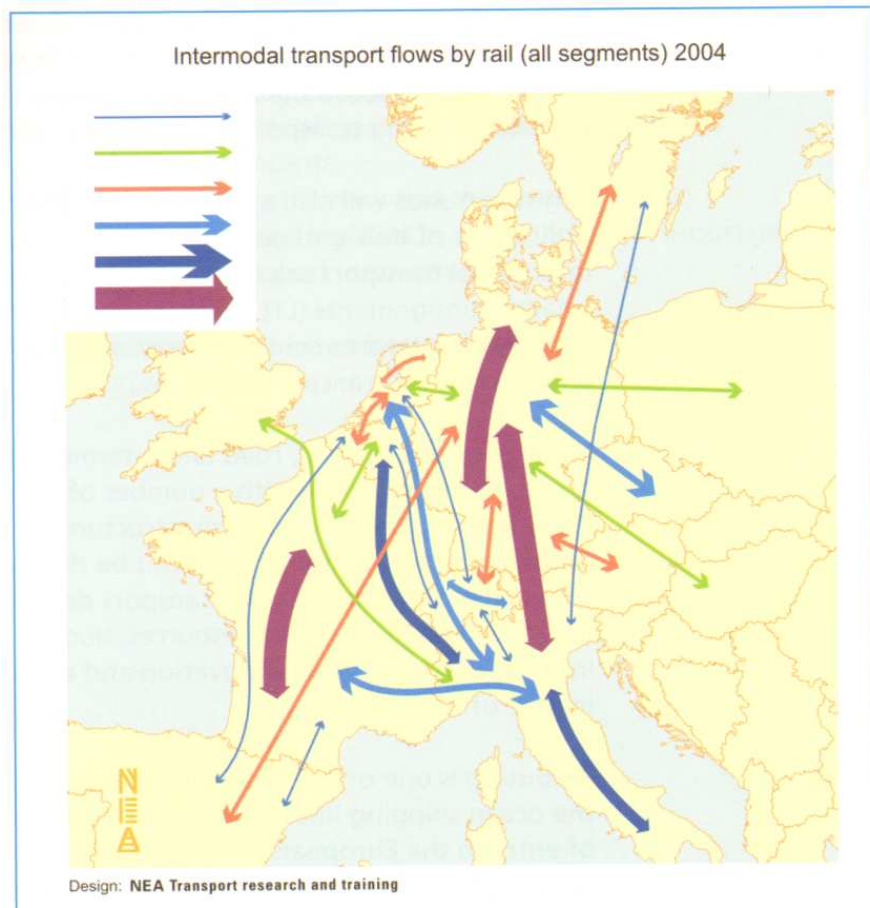 Intermodal transport flows by rail (all segments) 2004
NEA
Design: NEA Transport research and training